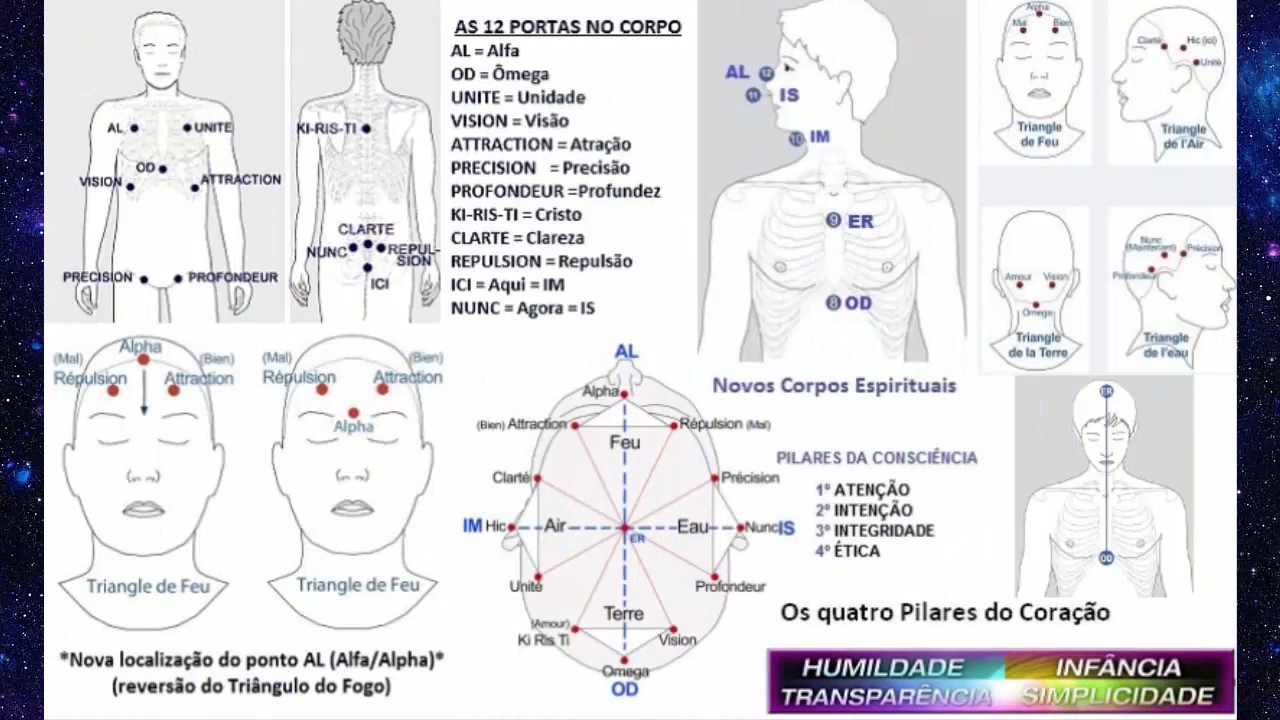 AL
UNITE
OD
VISION
ATTRACTION
PRECISION
PROFONDEUR
KI-RIS-TI
CLARTE
NUNC
REPUL-
SION
ICI
AS 12 PORTAS NO CORPO
AL = Alfa
OD = Ômega
UNITE = Unidade
VISION = Visão
ATTRACTION = Atração
PRECISION = Precisão
PROFONDEUR =Profundez
KI-RIS-TI = Cristo
CLARTE = Clareza
REPULSION = Repulsão
ICI = Aqui = IM
NUNC = Agora = IS
AL 12
11 IS
10 IM
9 ER
8 OD
Novos Corpos Espirituais
Alpha
Mal Bien
Triangle
de Feu
Clarté Hic (ici)
Unité
Triangle
de l'Air
Amour Vision
Omega
Triangle
de la Terre
Nunc
(Maintenant) Précision
Profondeur
Triangle
de l'eau
Alpha
(Mal) (Bien)
Répulsion Attraction
Triangle de Feu
(Mal) (Bien)
Répulsion Attraction
Alpha
Triangle de Feu
*Nova localização do ponto AL (Alfa/Alpha)*
(reversão do Triângulo do Fogo)
AL
Alpha
(Bien) Attraction Répulsion (Mal)
Feu
Clarté Précision
IM Hic Air Eau Nunc IS
ER
Unité Profondeur
Terre
(Amour)
Ki Ris Ti Vision
Omega
OD
PILARES DA CONSCIÊNCIA
1º ATENÇÃO
2º INTENÇÃO
3º INTEGRIDADE
4º ÉTICA
ER
OD
Os quatro Pilares do Coração
HUMILDADE INFÂNCIA
TRANSPARÊNCIA SIMPLICIDADE